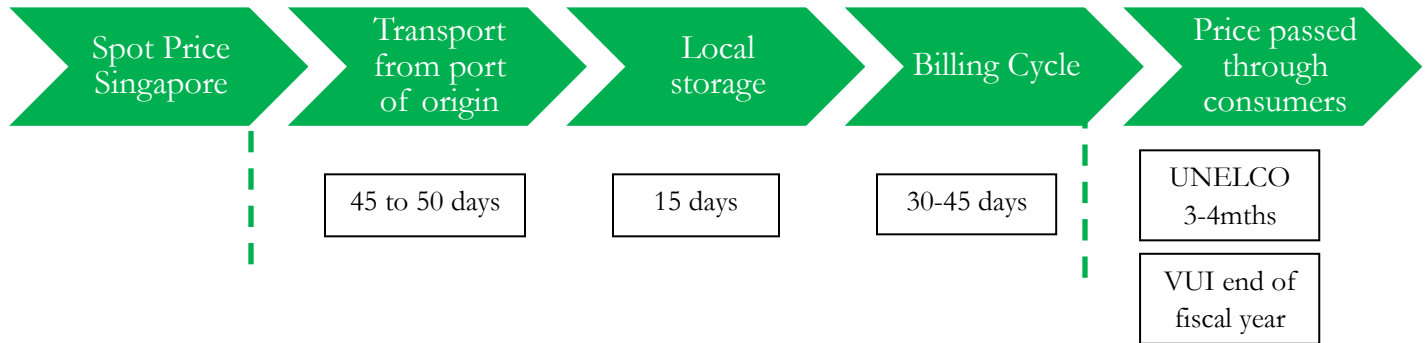 Spot Price
Singapore
Transport
from port
of origin
Local
storage
Billing Cycle
Price passed
through
consumers
45 to 50 days
15 days
30-45 days
UNELCO
3-4mths
VUI end of
fiscal year